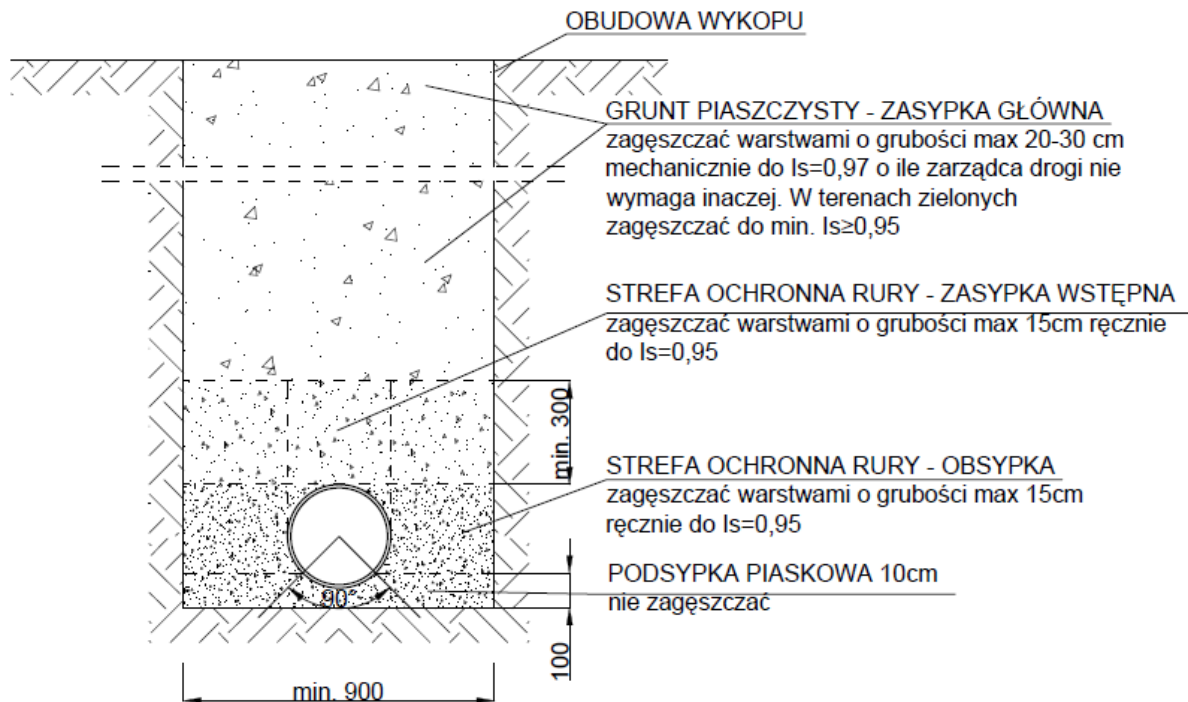 OBUDOWA WYKOPU
GRUNT PIASZCZYSTY - ZASYPKA GŁÓWNA
zagęszczać warstwami o grubości max 20-30 cm
mechanicznie do Is=0,97 o ile zarządca drogi nie
wymaga inaczej. W terenach zielonych
zagęszczać do min. Is≥0,95
STREFA OCHRONNA RURY - ZASYPKA WSTĘPNA
zagęszczać warstwami o grubości max 15cm ręcznie
do Is=0,95
min. 300
STREFA OCHRONNA RURY - OBSYPKA
zagęszczać warstwami o grubości max 15cm
ręcznie do Is=0,95
PODSYPKA PIASKOWA 10cm
nie zagęszczać
90°
100
min. 900